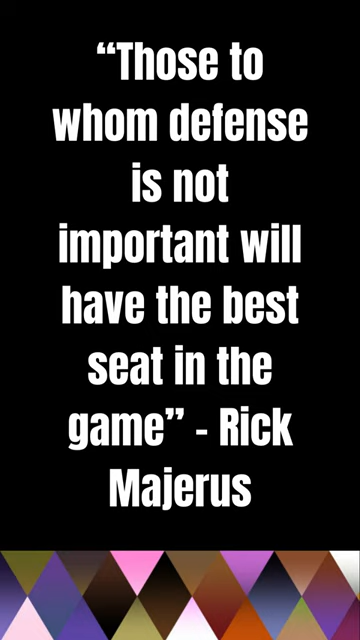 “Those to
whom defense
is not
important will
have the best
seat in the
game” - Rick
Majerus